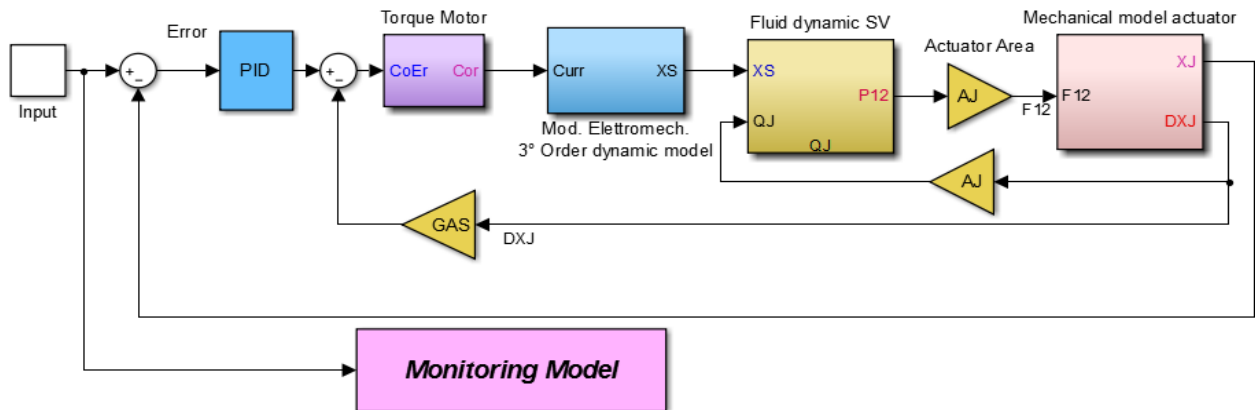 Input
+
−
Error
PID
+
−
Torque Motor
CoEr
Cor
Curr
XS
Mod. Elettromech.
3° Order dynamic model
Fluid dynamic SV
XS
P12
QJ
QJ
Actuator Area
AJ
F12
Mechanical model actuator
XJ
F12
DXJ
AJ
GAS
DXJ
Monitoring Model